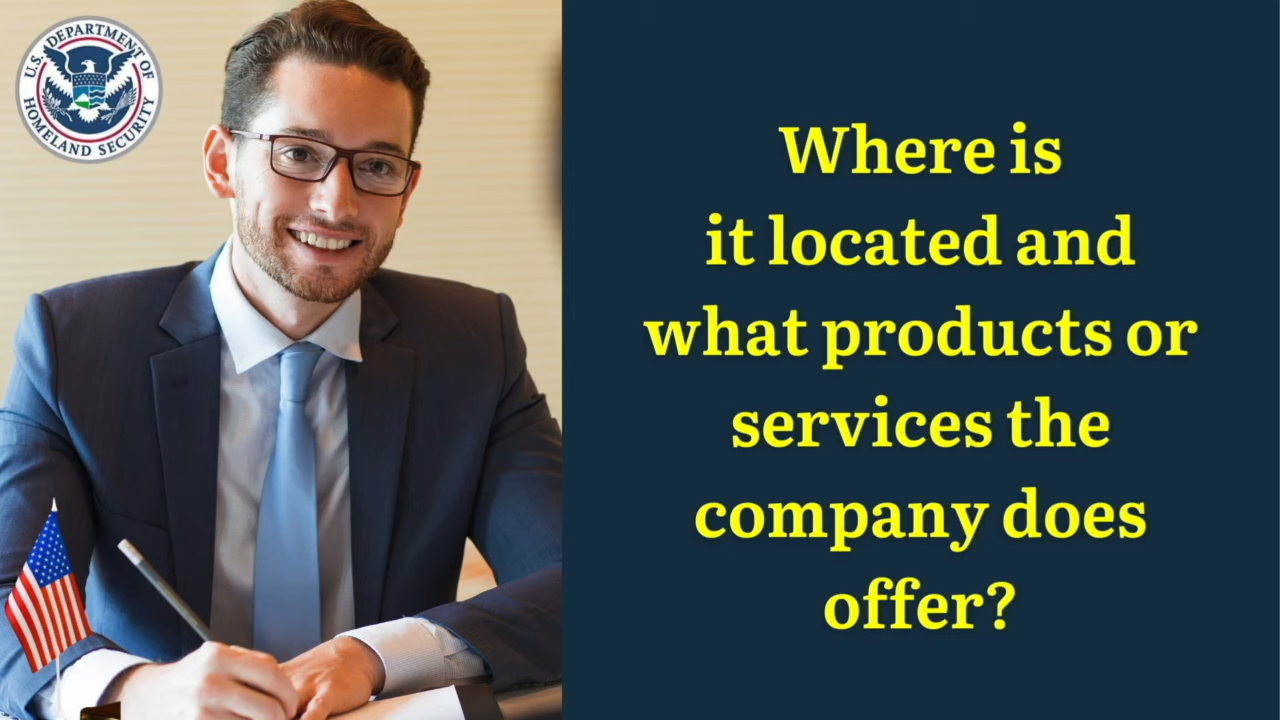 U.S. DEPARTMENT OF
HOMELAND SECURITY
Where is
it located and
what products or
services the
company does
offer?